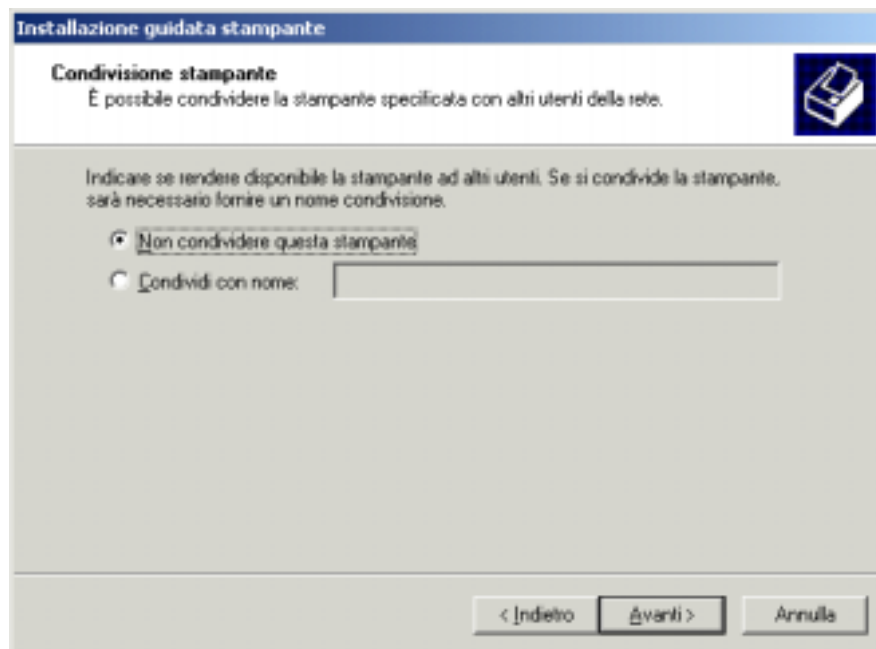 Installazione guidata stampante
Condivisione stampante
È possibile condividere la stampante specificata con altri utenti della rete.
Indicare se rendere disponibile la stampante ad altri utenti. Se si condivide la stampante,
sarà necessario fornire un nome condivisione.
Non condividere questa stampante
Condividi con nome:
< Indietro
Avanti >
Annulla